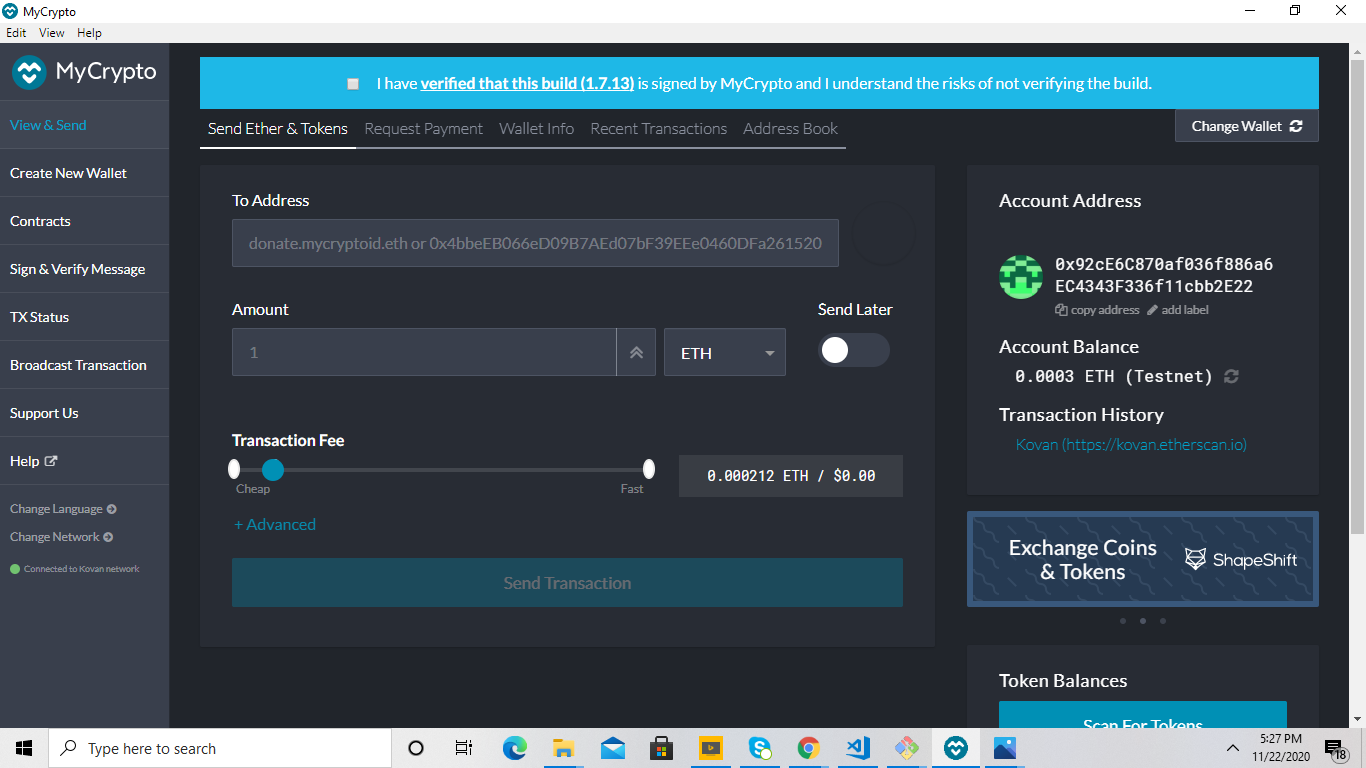 MyCrypto
Edit View Help
MyCrypto
I have verified that this build (1.7.13) is signed by MyCrypto and I understand the risks of not verifying the build.
View & Send
Create New Wallet
Contracts
Sign & Verify Message
TX Status
Broadcast Transaction
Support Us
Help
Change Language
Change Network
Connected to Kovan network
Send Ether & Tokens Request Payment Wallet Info Recent Transactions Address Book
Change Wallet
To Address
donate.mycryptoid.eth or 0x4bbeEB066eD09B7AEd07bF39EEe0460DFa261520
Amount
Send Later
1
ETH
Transaction Fee
Cheap Fast
0.000212 ETH / $0.00
+ Advanced
Send Transaction
Account Address
0x92cE6C870af036f886a6
EC4343F336f11cbb2E22
copy address add label
Account Balance
0.0003 ETH (Testnet)
Transaction History
Kovan (https://kovan.etherscan.io)
Exchange Coins
& Tokens
ShapeShift
Token Balances
Scan For Tokens
Type here to search
5:27 PM
11/22/2020
18